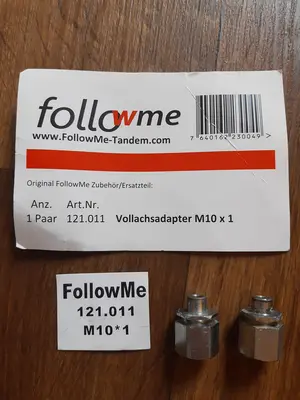 followme
www.FollowMe-Tandem.com
7 640162 230049
Original FollowMe Zubehör/Ersatzteil:
Anz. Art.Nr.
1 Paar 121.011 Vollachsadapter M10 x 1
FollowMe
121.011
M10*1